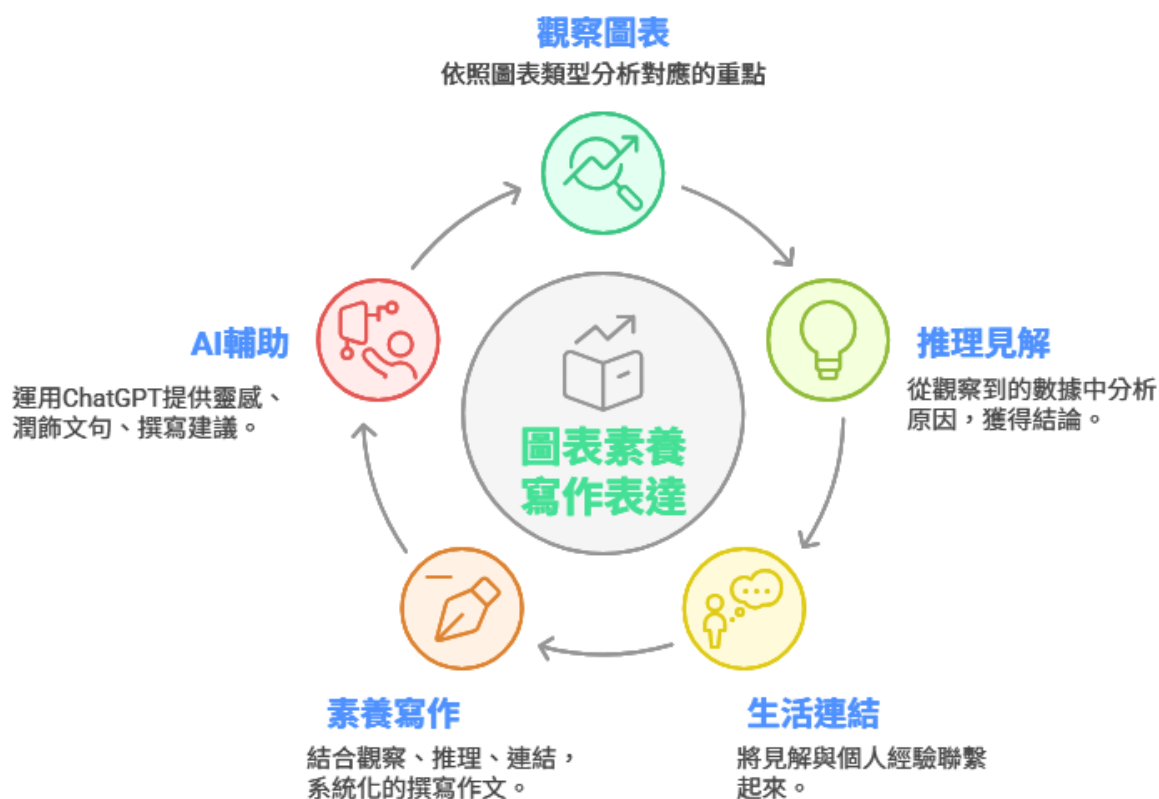 觀察圖表
依照圖表類型分析對應的重點
推理見解
從觀察到的數據中分析
原因，獲得結論。
生活連結
將見解與個人經驗聯繫
起來。
素養寫作
結合觀察、推理、連結，
系統化的撰寫作文。
AI輔助
運用ChatGPT提供靈感、
潤飾文句、撰寫建議。
圖表素養
寫作表達